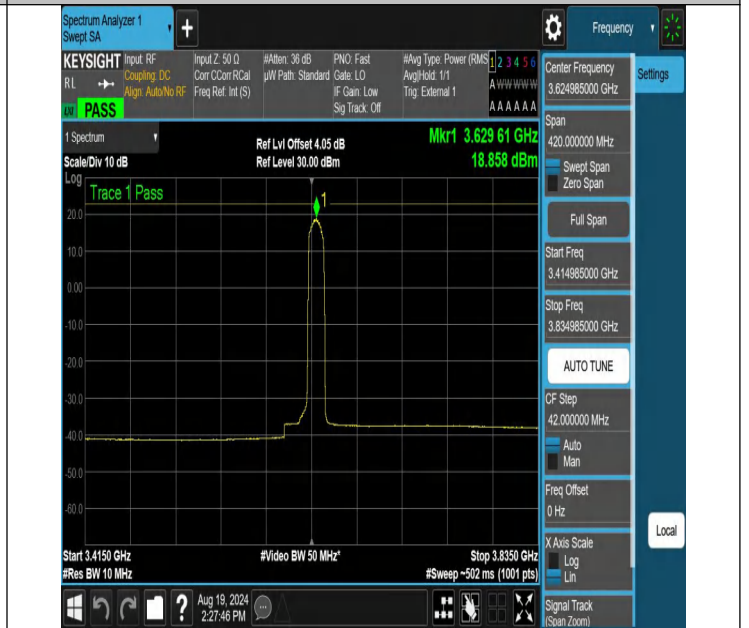 Spectrum Analyzer 1
Swept SA
+
Frequency
KEYSIGHT
RL
PASS
Input: RF
Coupling: DC
Align: Auto/No RF
Input Z: 50 Ω
Corr CCorr RCal
Freq Ref: Int (S)
#Atten: 36 dB
µW Path: Standard
PNO: Fast
Gate: LO
IF Gain: Low
Sig Track: Off
#Avg Type: Power (RMS
Avg|Hold: 1/1
Trig: External 1
1 2 3 4 5 6
A W W W W W
A A A A A A
1 Spectrum
Scale/Div 10 dB
Ref Lvl Offset 4.05 dB
Ref Level 30.00 dBm
Mkr1 3.629 61 GHz
18.858 dBm
Log
Trace 1 Pass
1
20.0
10.0
0.00
-10.0
-20.0
-30.0
-40.0
-50.0
-60.0
Start 3.4150 GHz
#Res BW 10 MHz
#Video BW 50 MHz*
Stop 3.8350 GHz
#Sweep ~502 ms (1001 pts)
Center Frequency
3.624985000 GHz
Settings
Span
420.000000 MHz
Swept Span
Zero Span
Full Span
Start Freq
3.414985000 GHz
Stop Freq
3.834985000 GHz
AUTO TUNE
CF Step
42.000000 MHz
Auto
Man
Freq Offset
0 Hz
X Axis Scale
Log
Lin
Local
Signal Track
(Span Zoom)
?
Aug 19, 2024
2:27:46 PM